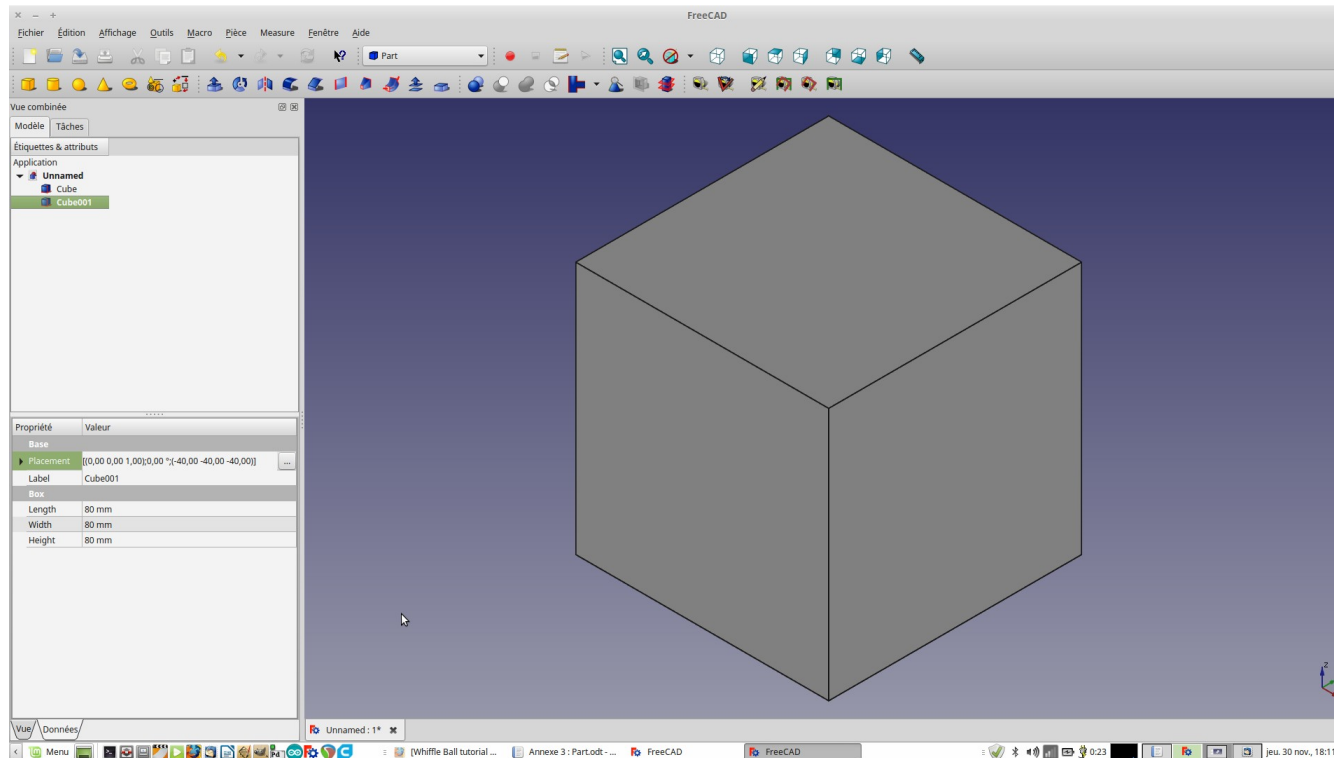 FreeCAD
Fichier Édition Affichage Outils Macro Pièce Measure Fenêtre Aide
Part
Vue combinée
Modèle Tâches
Étiquettes & attributs
Application
Unnamed
Cube
Cube001
Propriété Valeur
Base
Placement [(0,00 0,00 1,00);0,00 °;(-40,00 -40,00 -40,00)] ...
Label Cube001
Box
Length 80 mm
Width 80 mm
Height 80 mm
z
Vue Données
Unnamed : 1*
Menu [Whiffle Ball tutorial ... Annexe 3 : Part.odt - ... FreeCAD FreeCAD 0:23 jeu. 30 nov., 18:11